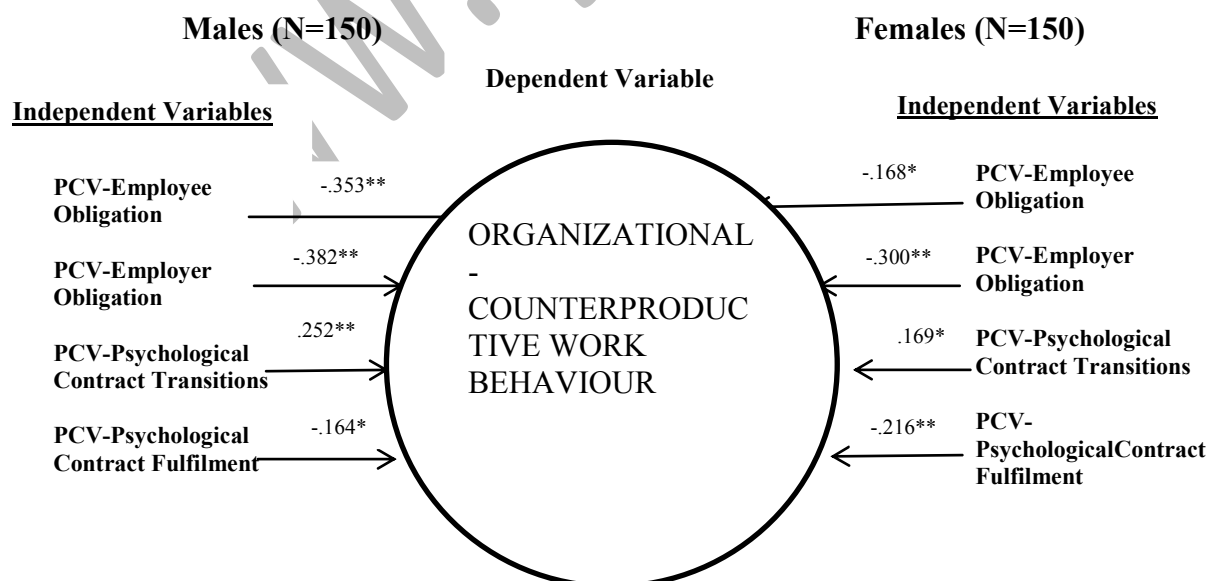 Males (N=150)
Females (N=150)
Dependent Variable
Independent Variables
Independent Variables
PCV-Employee
Obligation
-.353**
PCV-Employer
Obligation
-.382**
PCV-Psychological
Contract Transitions
.252**
PCV-Psychological
Contract Fulfilment
-.164*
ORGANIZATIONAL
-
COUNTERPRODUC
TIVE WORK
BEHAVIOUR
-.168*
PCV-Employee
Obligation
-.300**
PCV-Employer
Obligation
.169*
PCV-Psychological
Contract Transitions
-.216**
PCV-
PsychologicalContract
Fulfilment